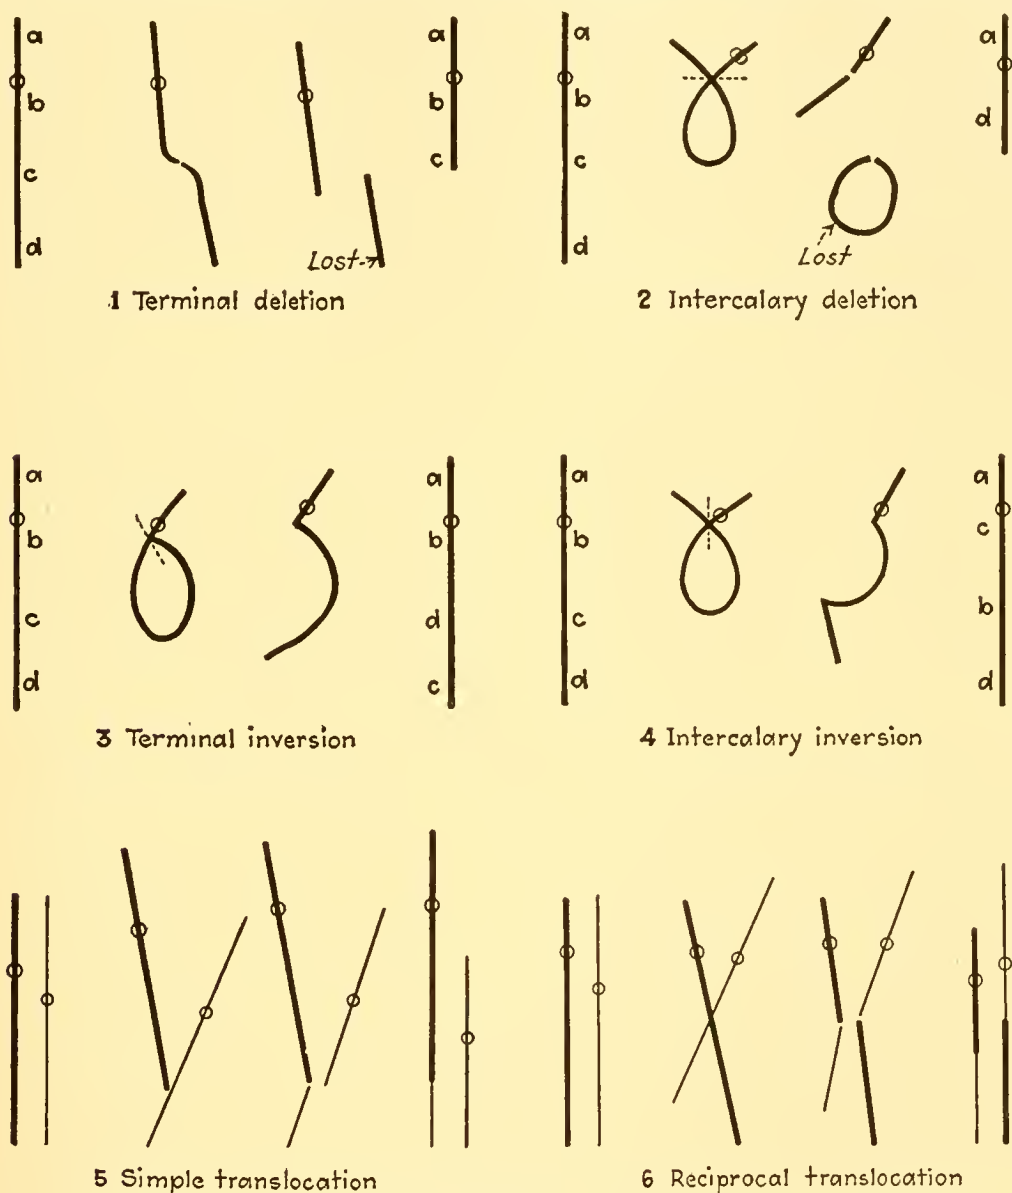 a
b
c
d
Lost
a
b
c
1 Terminal deletion
a
b
c
d
Lost
a
d
2 Intercalary deletion
a
b
c
d
a
b
d
c
3 Terminal inversion
a
b
c
d
a
c
b
d
4 Intercalary inversion
5 Simple translocation
6 Reciprocal translocation